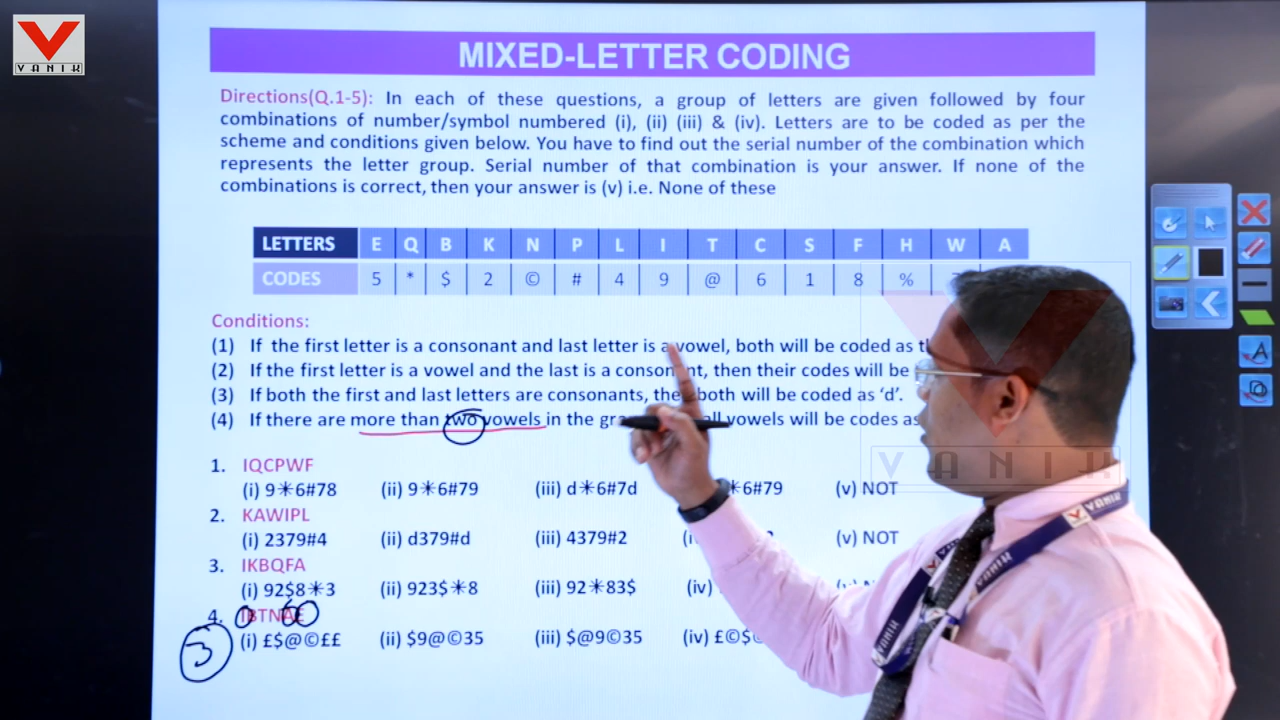 VANIK
MIXED-LETTER CODING
Directions(Q.1-5): In each of these questions, a group of letters are given followed by four
combinations of number/symbol numbered (i), (ii) (iii) & (iv). Letters are to be coded as per the
scheme and conditions given below. You have to find out the serial number of the combination which
represents the letter group. Serial number of that combination is your answer. If none of the
combinations is correct, then your answer is (v) i.e. None of these
LETTERS E Q B K N P L I T C S F H W A
CODES 5 * $ 2 © # 4 9 @ 6 1 8 %
Conditions:
(1) If the first letter is a consonant and last letter is a vowel, both will be coded as
(2) If the first letter is a vowel and the last is a consonant, then their codes will be
(3) If both the first and last letters are consonants, both will be coded as ‘d’.
(4) If there are more than two vowels in the all vowels will be codes as
VANIK
1. IQCPWF
(i) 9✳6#78 (ii) 9✳6#79 (iii) d✳6#7d ✳6#79 (v) NOT
2. KAWIPL
(i) 2379#4 (ii) d379#d (iii) 4379#2 (v) NOT
3. IKBQFA
(i) 92$8✳3 (ii) 923$✳8 (iii) 92✳83$ (iv)
4. IBTNAE
(i) £$@©££ (ii) $9@©35 (iii) $@9©35 (iv) £©$
3
VANIK
VANIK